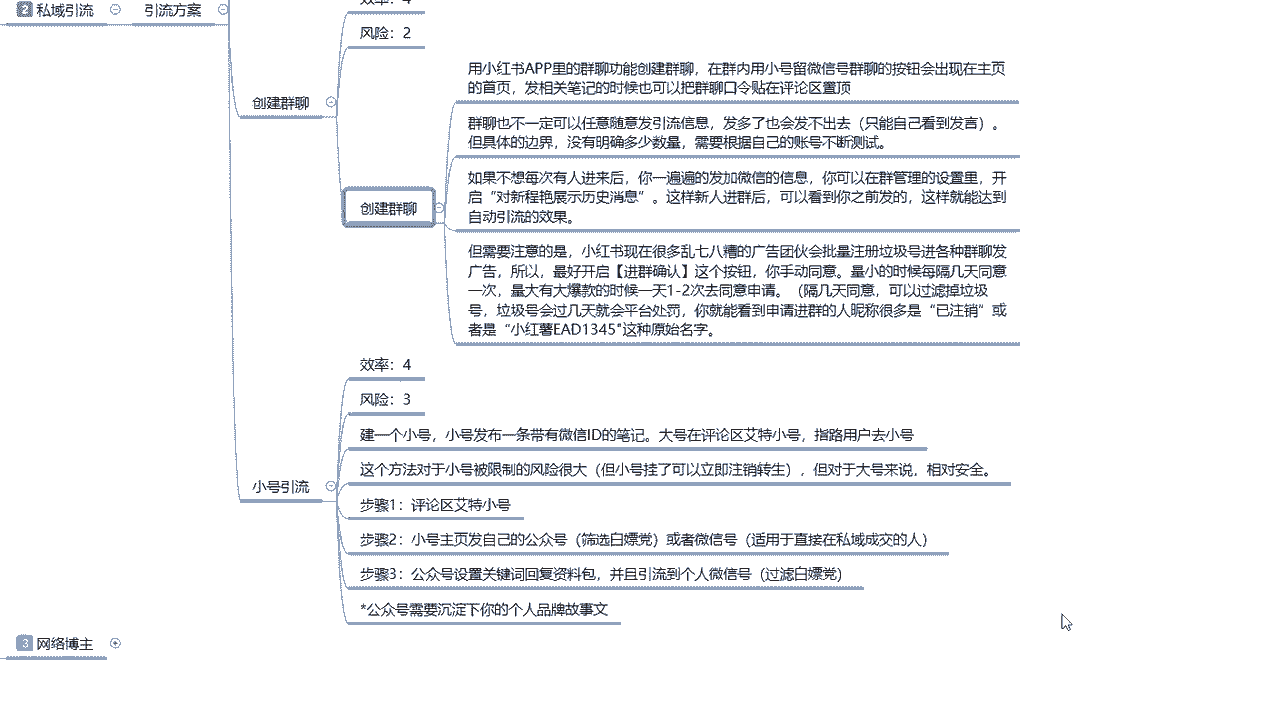 2 私域引流
引流方案
效率：4
风险：2
创建群聊
用小红书APP里的群聊功能创建群聊，在群内用小号留微信号群聊的按钮会出现在主页
的首页，发相关笔记的时候也可以把群聊口令贴在评论区置顶
群聊也不一定可以任意随意发引流信息，发多了也会发不出去（只能自己看到发言）。
但具体的边界，没有明确多少数量，需要根据自己的账号不断测试。
如果不想每次有人进来后，你一遍遍的发加微信的信息，你可以在群管理的设置里，开
启“对新程艳展示历史消息”。这样新人进群后，可以看到你之前发的，这样就能达到
自动引流的效果。
创建群聊
但需要注意的是，小红书现在很多乱七八糟的广告团伙会批量注册垃圾号进各种群聊发
广告，所以，最好开启【进群确认】这个按钮，你手动同意。量小的时候每隔几天同意
一次，量大有大爆款的时候一天1-2次去同意申请。（隔几天同意，可以过滤掉垃圾
号，垃圾号会过几天就会平台处罚，你就能看到申请进群的人昵称很多是“已注销”或
者是“小红薯EAD1345"这种原始名字。
效率：4
风险：3
建一个小号，小号发布一条带有微信ID的笔记。大号在评论区艾特小号，指路用户去小号
这个方法对于小号被限制的风险很大（但小号挂了可以立即注销转生），但对于大号来说，相对安全。
小号引流
步骤1：评论区艾特小号
步骤2：小号主页发自己的公众号（筛选白嫖党）或者微信号（适用于直接在私域成交的人）
步骤3：公众号设置关键词回复资料包，并且引流到个人微信号（过滤白嫖党）
*公众号需要沉淀下你的个人品牌故事文
3 网络博主